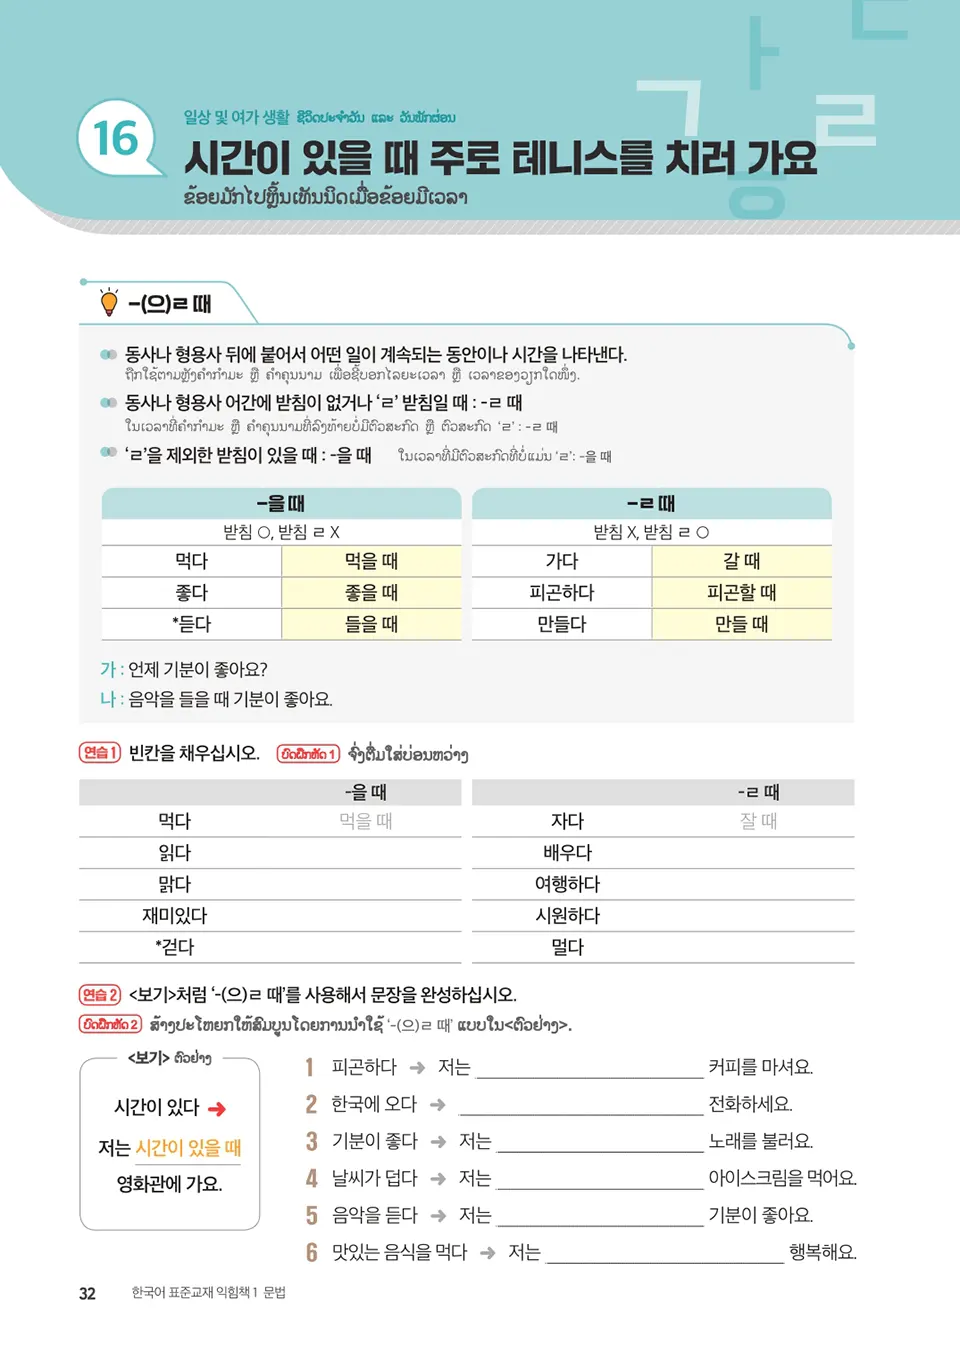 16
일상 및 여가 생활 ຊີວິດປະຈຳວັນ ແລະ ວັນພັກຜ່ອນ
시간이 있을 때 주로 테니스를 치러 가요
ຂ້ອຍມັກໄປຫຼິ້ນເທັນນິດເມື່ອຂ້ອຍມີເວລາ
-(으)ㄹ 때
동사나 형용사 뒤에 붙어서 어떤 일이 계속되는 동안이나 시간을 나타낸다.
ຖືກໃຊ້ຕາມຫຼັງຄຳກຳມະ ຫຼື ຄຳຄຸນນາມ ເພື່ອຊີ້ບອກໄລຍະເວລາ ຫຼື ເວລາຂອງວຽກໃດໜຶ່ງ.
동사나 형용사 어간에 받침이 없거나 ‘ㄹ’ 받침일 때 : -ㄹ 때
ໃນເວລາທີ່ຄຳກຳມະ ຫຼື ຄຳຄຸນນາມທີ່ລົງທ້າຍບໍ່ມີຕົວສະກົດ ຫຼື ຕົວສະກົດ ‘ㄹ’ : -ㄹ 때
‘ㄹ’을 제외한 받침이 있을 때 : -을 때 ໃນເວລາທີ່ມີຕົວສະກົດທີ່ບໍ່ແມ່ນ ‘ㄹ’: -을 때
-을 때 -ㄹ 때
받침 O, 받침 ㄹ X 받침 X, 받침 ㄹ O
먹다 먹을 때 가다 갈 때
좋다 좋을 때 피곤하다 피곤할 때
*듣다 들을 때 만들다 만들 때
가 : 언제 기분이 좋아요?
나 : 음악을 들을 때 기분이 좋아요.
연습 1 빈칸을 채우십시오. ບົດຝຶກຫັດ 1 ຈົ່ງຕື່ມໃສ່ບ່ອນຫວ່າງ
-을 때 -ㄹ 때
먹다 먹을 때 자다 잘 때
읽다 배우다
맑다 여행하다
재미있다 시원하다
*걷다 멀다
연습 2 <보기>처럼 ‘-(으)ㄹ 때’를 사용해서 문장을 완성하십시오.
ບົດຝຶກຫັດ 2 ສ້າງປະໂຫຍກໃຫ້ສົມບູນໂດຍການນຳໃຊ້ ‘-(으)ㄹ 때’ ແບບໃນ<ຕົວຢ່າງ>.
<보기> ຕົວຢ່າງ
시간이 있다 ➜
저는 시간이 있을 때
영화관에 가요.
1 피곤하다 ➜ 저는 ____ 커피를 마셔요.
2 한국에 오다 ➜ ____ 전화하세요.
3 기분이 좋다 ➜ 저는 ____ 노래를 불러요.
4 날씨가 덥다 ➜ 저는 ____ 아이스크림을 먹어요.
5 음악을 듣다 ➜ 저는 ____ 기분이 좋아요.
6 맛있는 음식을 먹다 ➜ 저는 ____ 행복해요.
32 한국어 표준교재 익힘책 1 문법